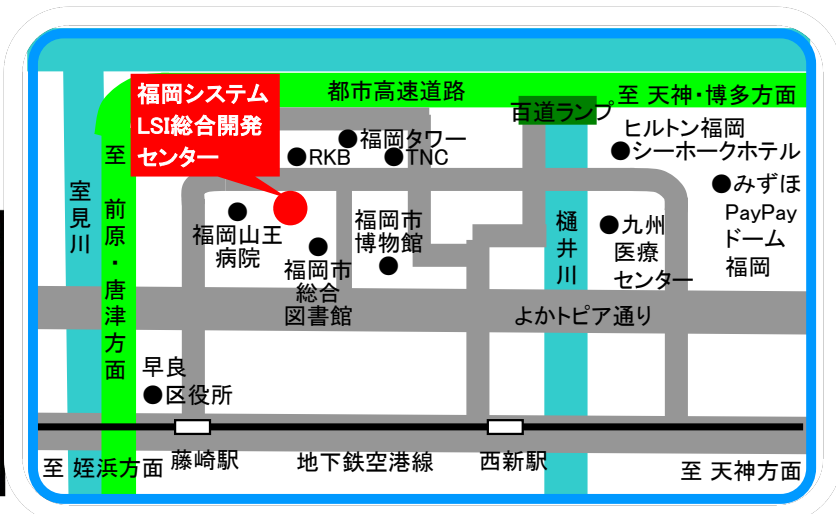 福岡システム
LSI総合開発
センター
都市高速道路
至 天神・博多方面
百道ランプ
ヒルトン福岡
●シーホークホテル
●福岡タワー
●RKB
●TNC
至 前原・唐津方面
室見川
●みずほ
PayPay
ドーム
福岡
福岡山王
病院
福岡市
博物館
樋井川
●九州
医療
センター
福岡市
総合
図書館
よかトピア通り
早良
●区役所
至 姪浜方面
藤崎駅
地下鉄空港線
西新駅
至 天神方面